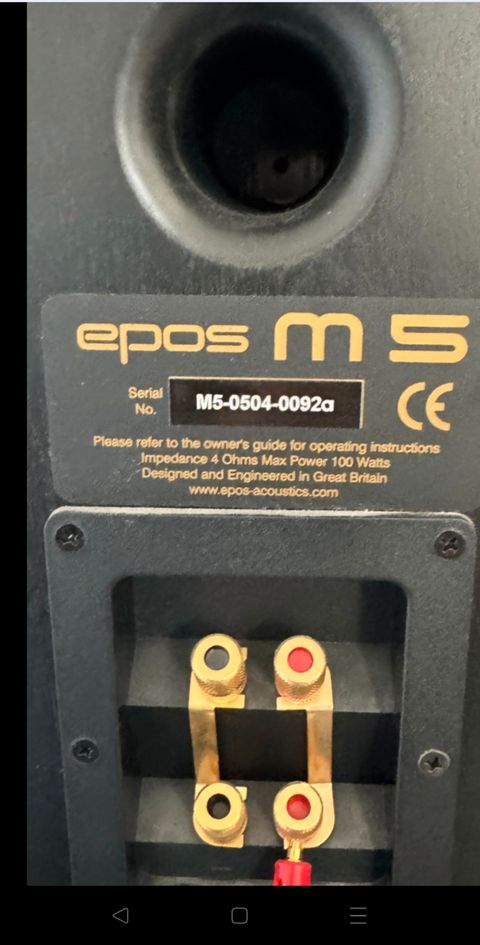 epos m5
Serial No. M5-0504-0092a
CE
Please refer to the owner's guide for operating instructions
Impedance 4 Ohms Max Power 100 Watts
Designed and Engineered in Great Britain
www.epos-acoustics.com